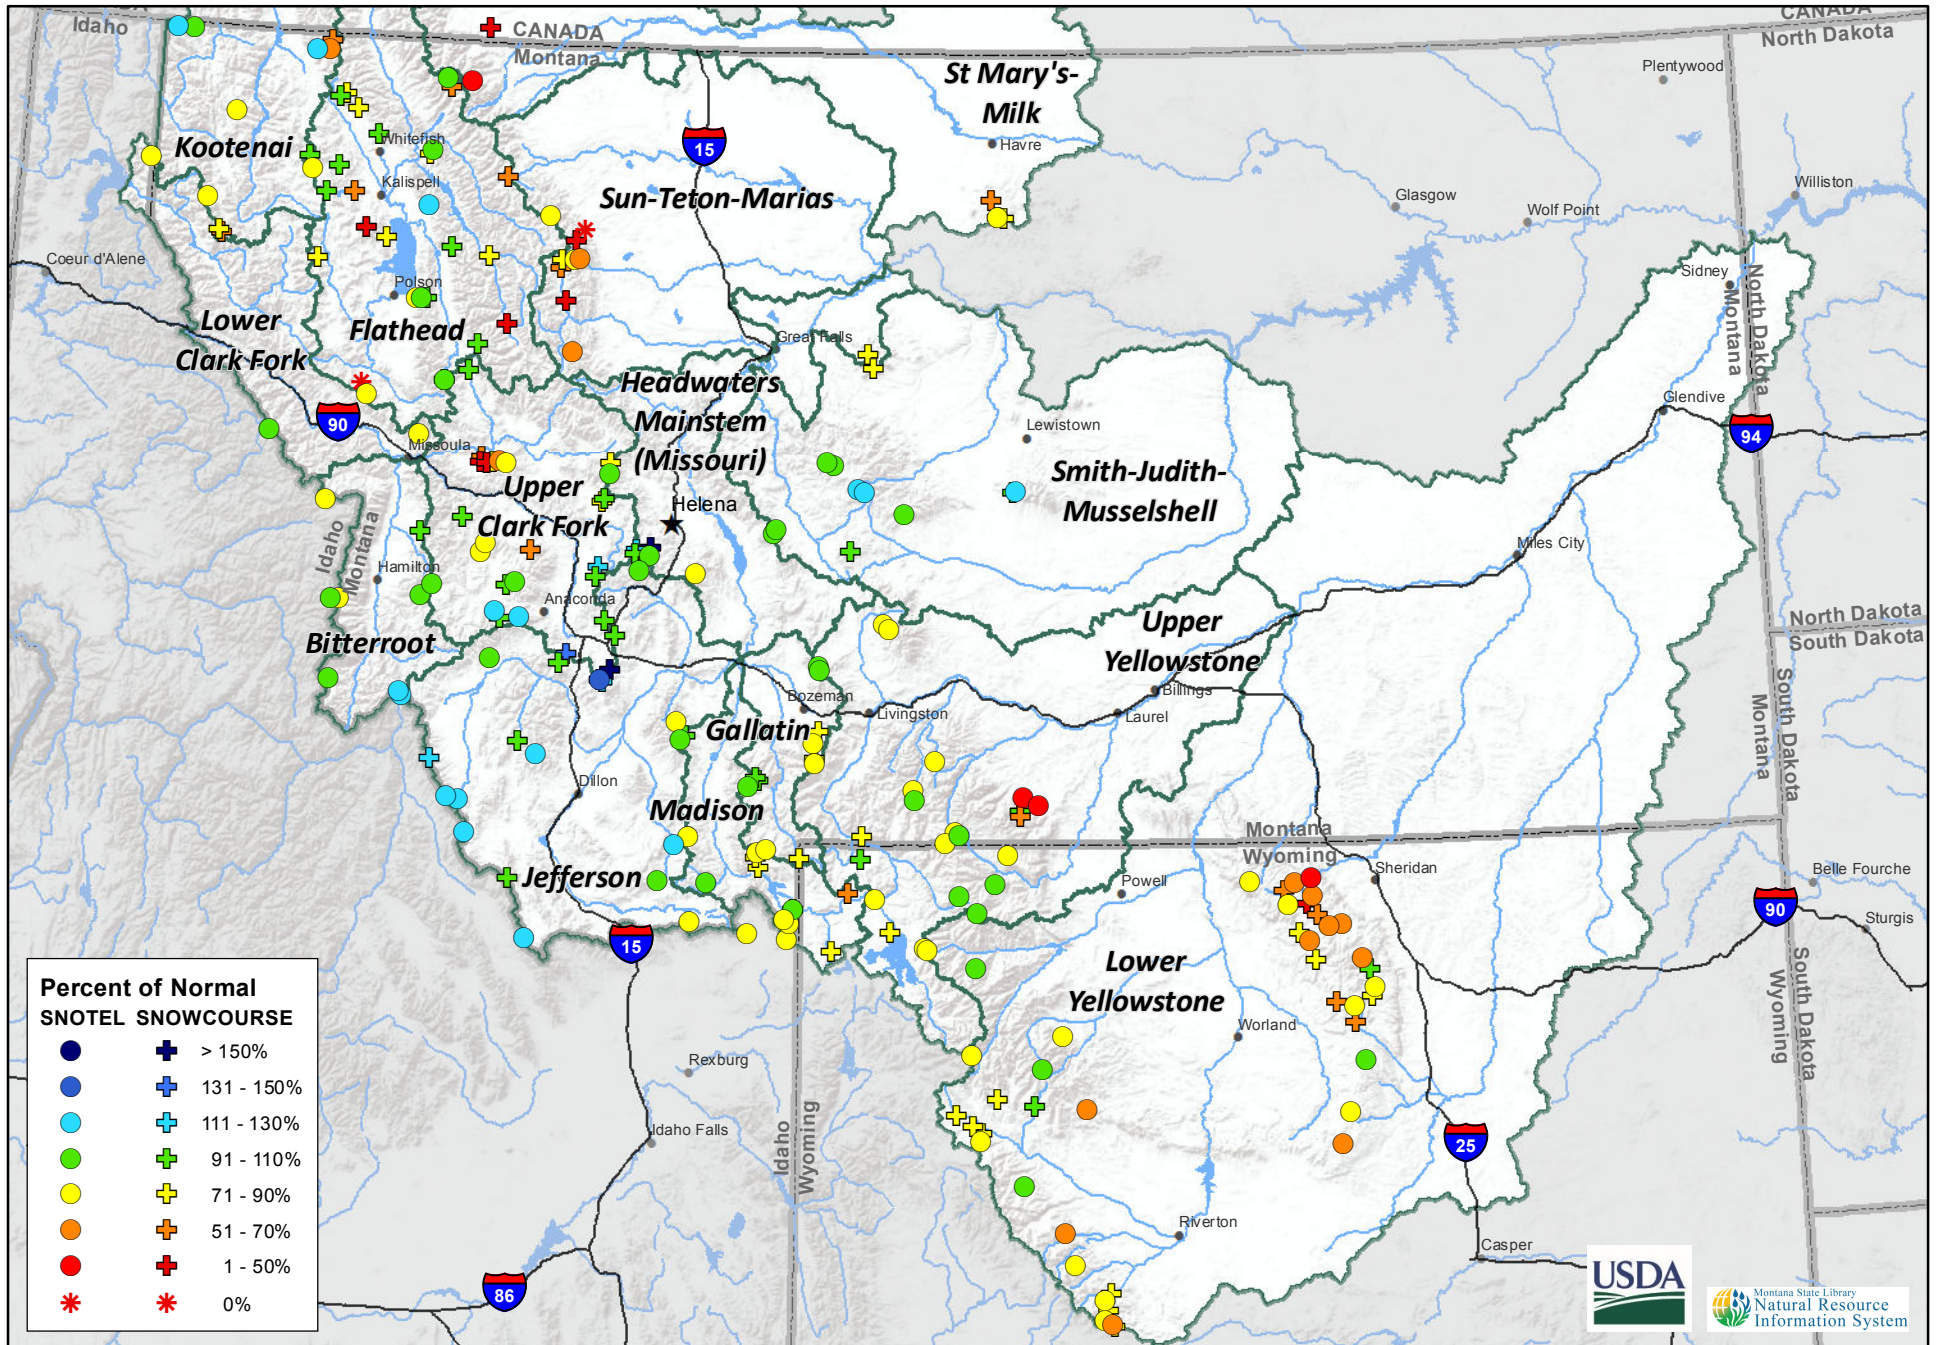 CANADA
Idaho
CANADA
Montana
CANADA
North Dakota
Plentywood
St Mary's-
Milk
Havre
15
Kootenai
Whitefish
Kalispell
Sun-Teton-Marias
Glasgow
Wolf Point
Williston
Coeur d'Alene
Polson
Sidney
North Dakota
Montana
Lower
Clark Fork
Flathead
Great Falls
Headwaters
Mainstem
(Missouri)
Glendive
94
90
Missoula
Lewistown
Smith-Judith-
Musselshell
Upper
Clark Fork
Helena
Idaho
Montana
Hamilton
Miles City
Anaconda
Bitterroot
Upper
Yellowstone
North Dakota
South Dakota
Billings
Bozeman
Livingston
Laurel
Gallatin
South Dakota
Montana
Dillon
Madison
Montana
Wyoming
Jefferson
Sheridan
Powell
Belle Fourche
90
Sturgis
15
Lower
Yellowstone
South Dakota
Wyoming
Worland
Percent of Normal
SNOTEL SNOWCOURSE
> 150%
131 - 150%
111 - 130%
91 - 110%
71 - 90%
51 - 70%
1 - 50%
0%
Rexburg
Idaho Falls
Idaho
Wyoming
25
Riverton
Casper
86
USDA
Montana State Library
Natural Resource
Information System